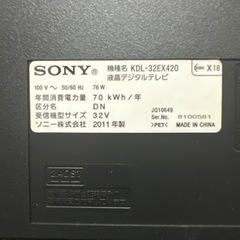 SONY
機種名 KDL-32EX420
液晶デジタルテレビ
X18
100 V ～ 50/60 Hz 76 W
年間消費電力量 70 kWh/年
区分名 DN
受信機型サイズ 32V
ソニー株式会社 2011年製
JQ10649
Ser.No. 8100581
>PET<
MADE IN CHINA